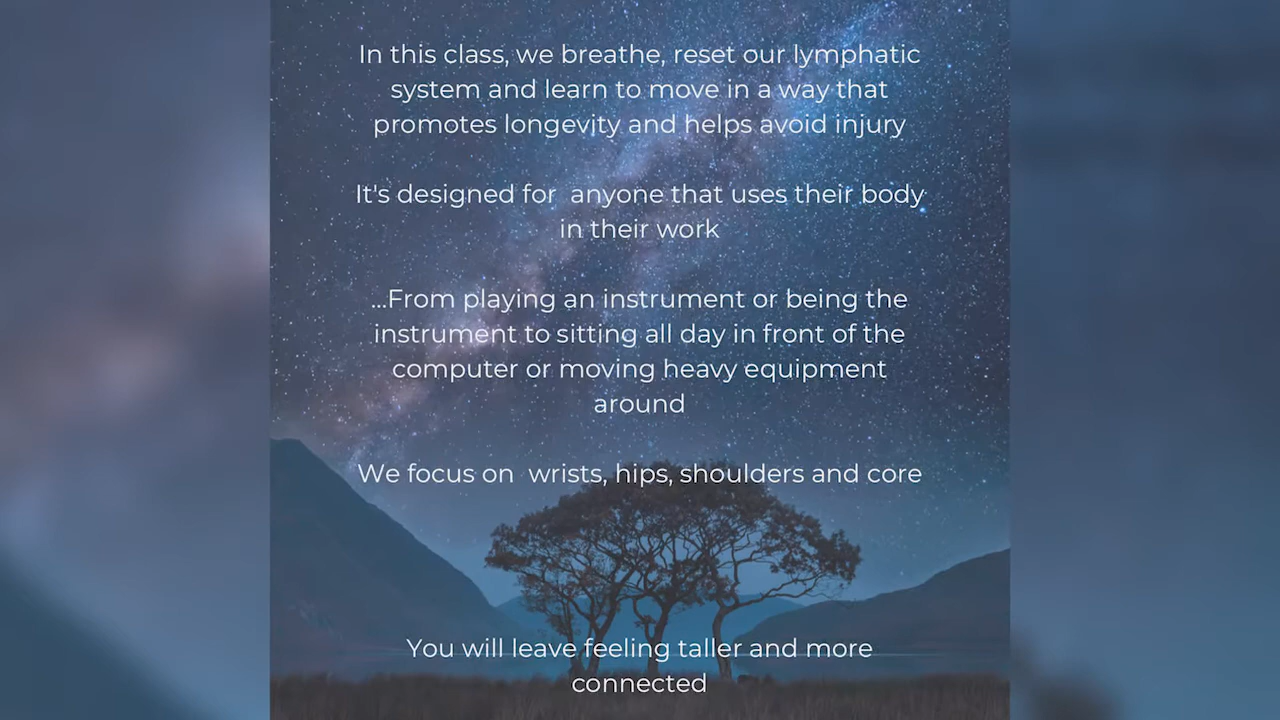 In this class, we breathe, reset our lymphatic
system and learn to move in a way that
promotes longevity and helps avoid injury
It's designed for  anyone that uses their body
in their work
...From playing an instrument or being the
instrument to sitting all day in front of the
computer or moving heavy equipment
around
We focus on  wrists, hips, shoulders and core
You will leave feeling taller and more
connected